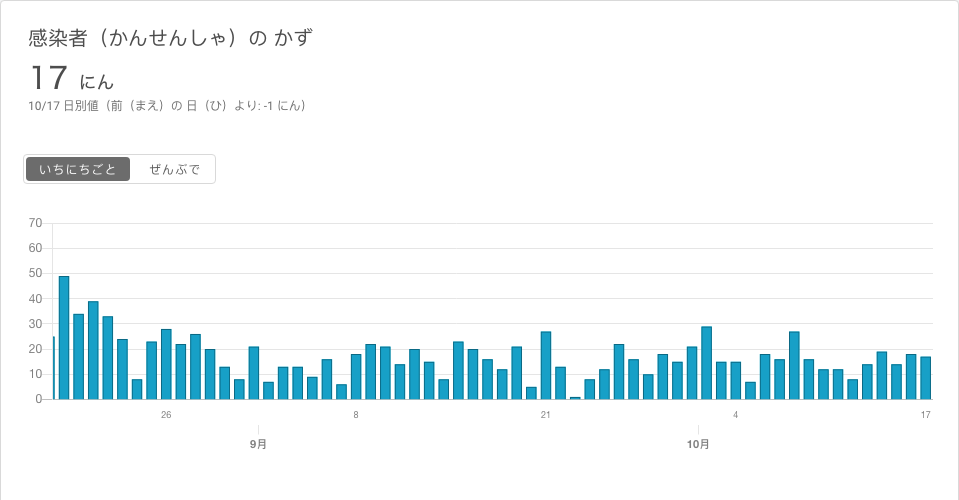 感染者（かんせんしゃ）の かず
17 にん
10/17 日別値（前（まえ）の 日（ひ）より: -1 にん）
いちにちごと ぜんぶで
70
60
50
40
30
20
10
0
26 8 21 4 17
9月 10月